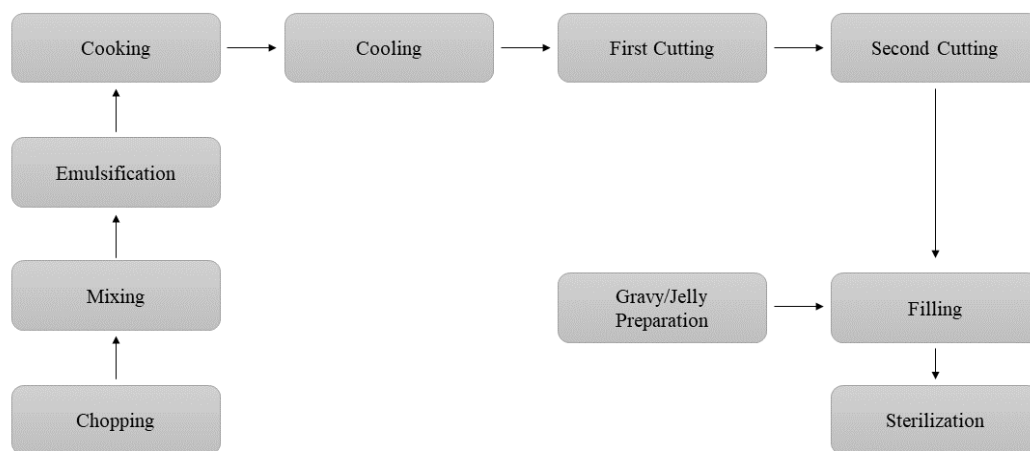 Cooking
Cooling
First Cutting
Second Cutting
Emulsification
Mixing
Gravy/Jelly
Preparation
Filling
Chopping
Sterilization